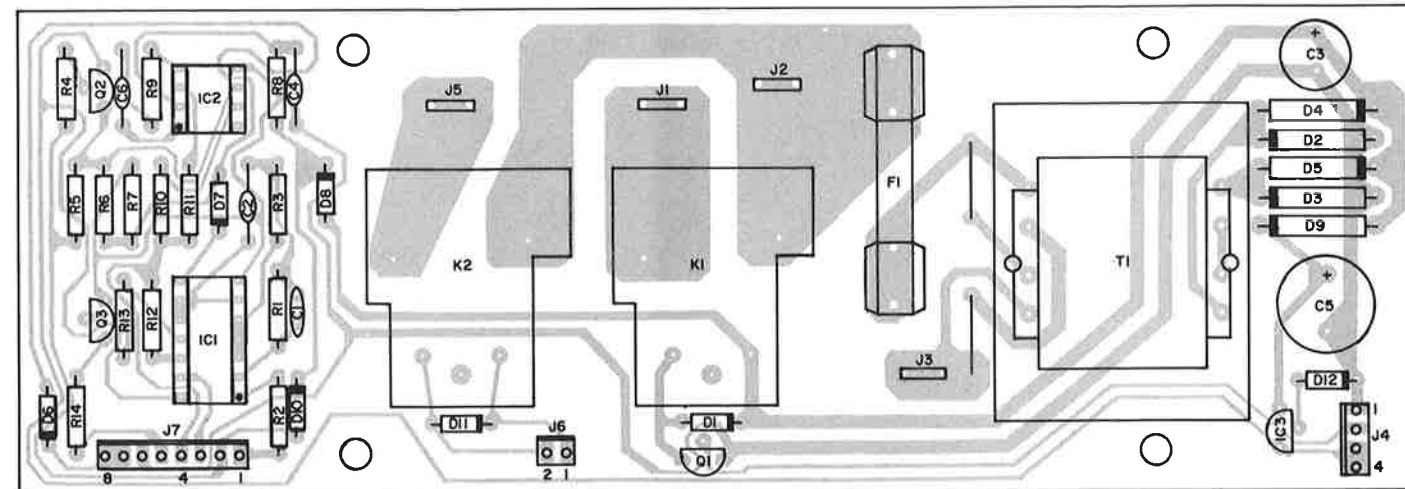 R4
Q2
C6
R9
IC2
R8
C4
J5
J1
J2
C3
+
D4
D2
D5
D3
D9
R5
R6
R7
R10
R11
D7
C2
R3
D8
K2
K1
F1
T1
Q3
R13
R12
IC1
R1
C1
+
C5
J3
D12
D6
R14
J7
R2
D10
D11
J6
D1
Q1
IC3
1
J4
4
8
4
1
2
1